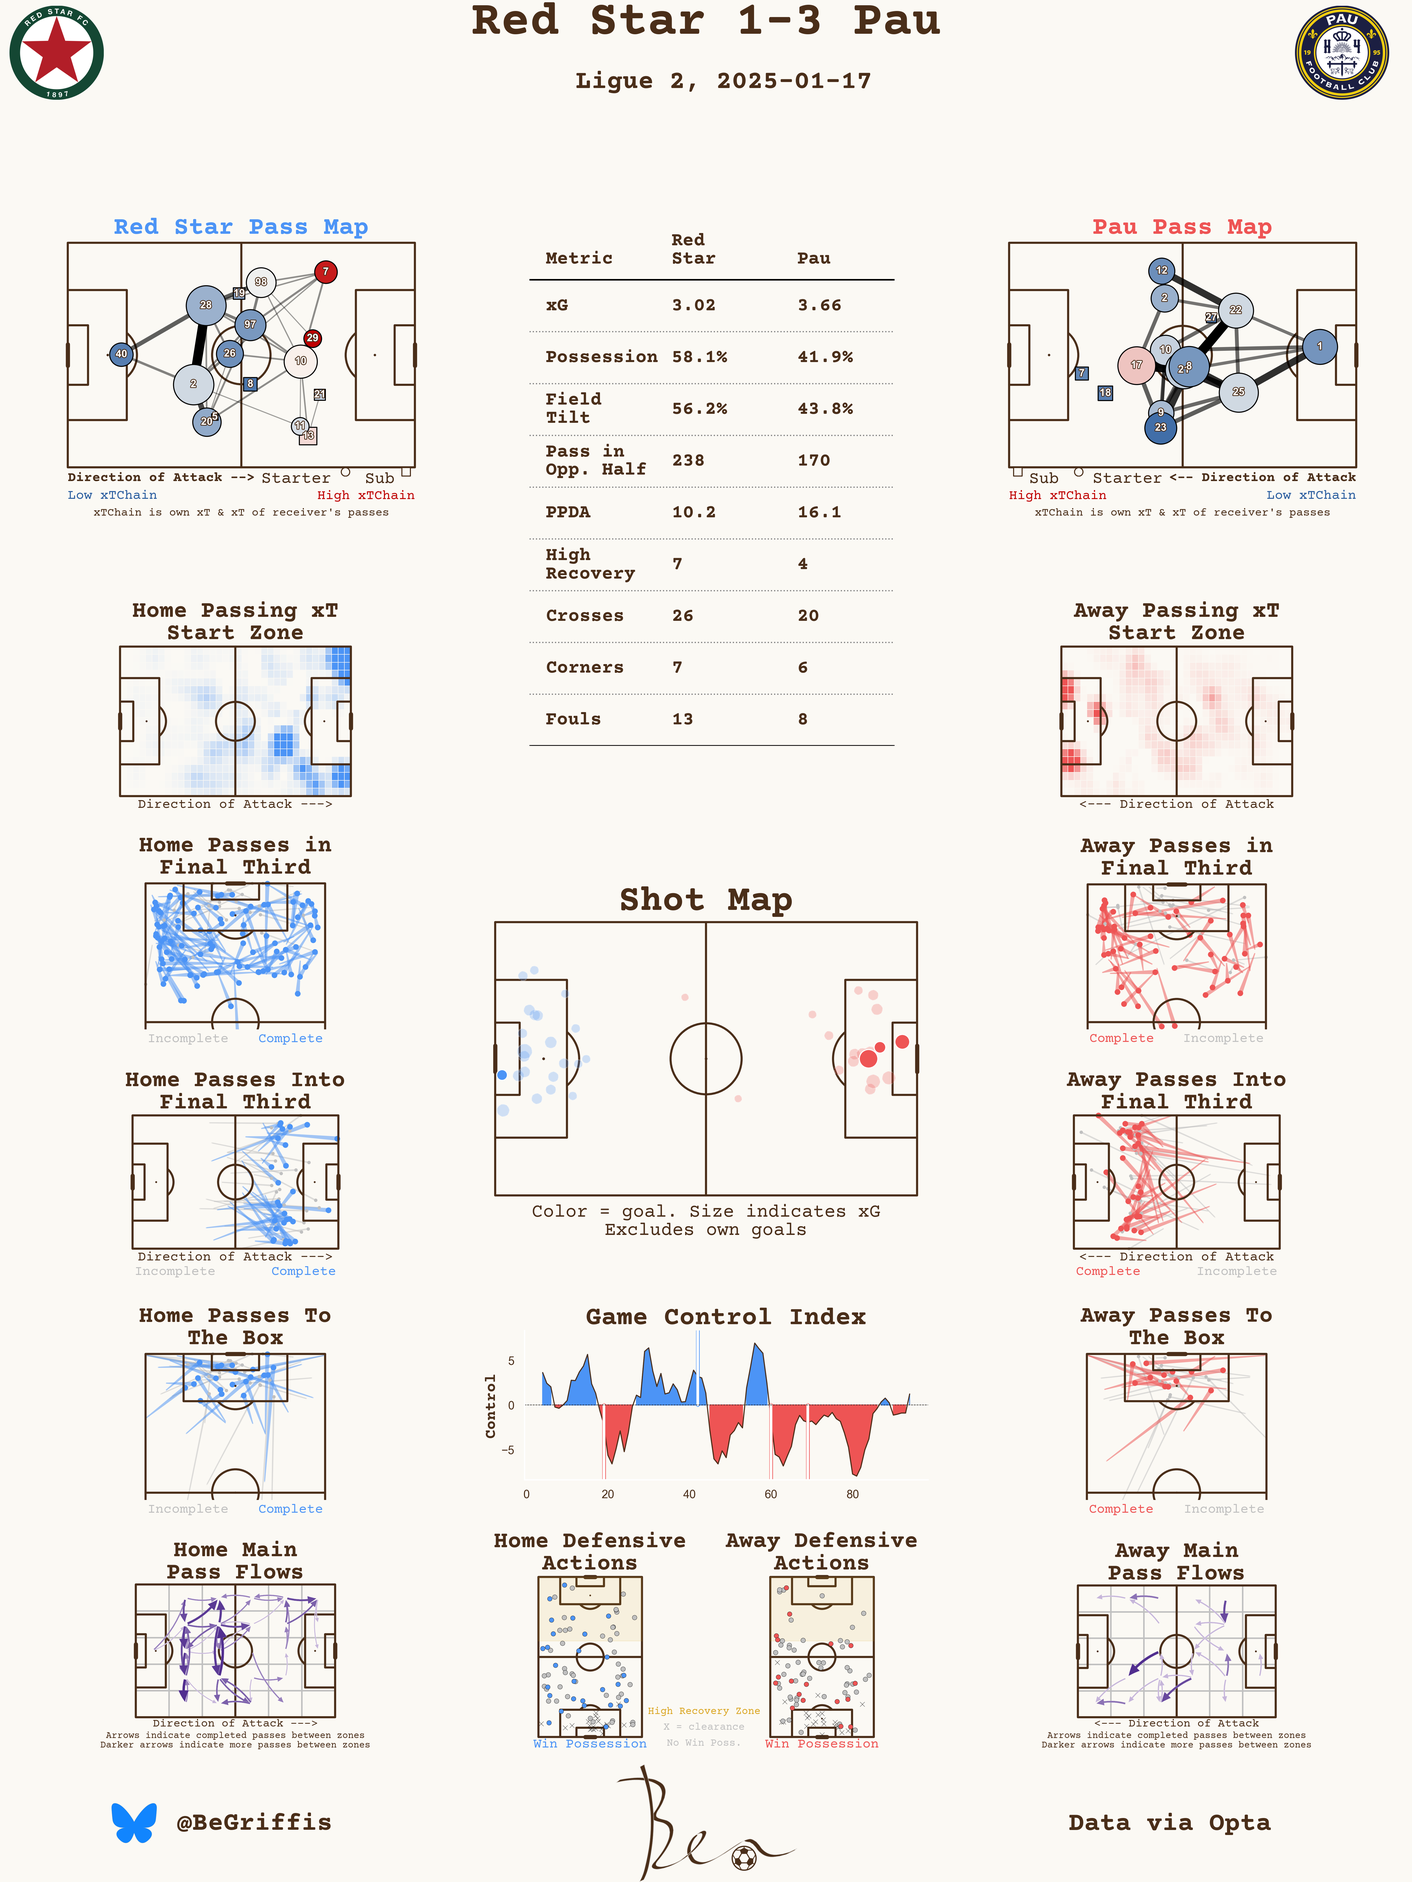 Red Star 1-3 Pau
Ligue 2, 2025-01-17
RED STAR FC
1897
PAU
19 95
FOOTBALL CLUB
Red Star Pass Map
7
98
19
28
97
29
40
26
10
2
8
21
20
5
11
13
Direction of Attack --> Starter Sub
Low xTChain High xTChain
xTChain is own xT & xT of receiver's passes
Metric Red Star Pau
xG 3.02 3.66
Possession 58.1% 41.9%
Field Tilt 56.2% 43.8%
Pass in Opp. Half 238 170
PPDA 10.2 16.1
High Recovery 7 4
Crosses 26 20
Corners 7 6
Fouls 13 8
Pau Pass Map
12
2
27
22
10
1
17
8
7
18
25
9
23
Sub Starter <-- Direction of Attack
High xTChain Low xTChain
xTChain is own xT & xT of receiver's passes
Home Passing xT
Start Zone
Direction of Attack --->
Away Passing xT
Start Zone
<--- Direction of Attack
Home Passes in
Final Third
Incomplete Complete
Away Passes in
Final Third
Complete Incomplete
Shot Map
Color = goal. Size indicates xG
Excludes own goals
Home Passes Into
Final Third
Direction of Attack --->
Incomplete Complete
Away Passes Into
Final Third
<--- Direction of Attack
Complete Incomplete
Home Passes To
The Box
Incomplete Complete
Game Control Index
Control
5
0
−5
0 20 40 60 80
Away Passes To
The Box
Complete Incomplete
Home Main
Pass Flows
Direction of Attack --->
Arrows indicate completed passes between zones
Darker arrows indicate more passes between zones
Home Defensive
Actions
Win Possession
High Recovery Zone
X = clearance
No Win Poss.
Away Defensive
Actions
Win Possession
Away Main
Pass Flows
<--- Direction of Attack
Arrows indicate completed passes between zones
Darker arrows indicate more passes between zones
@BeGriffis
Ben
Data via Opta